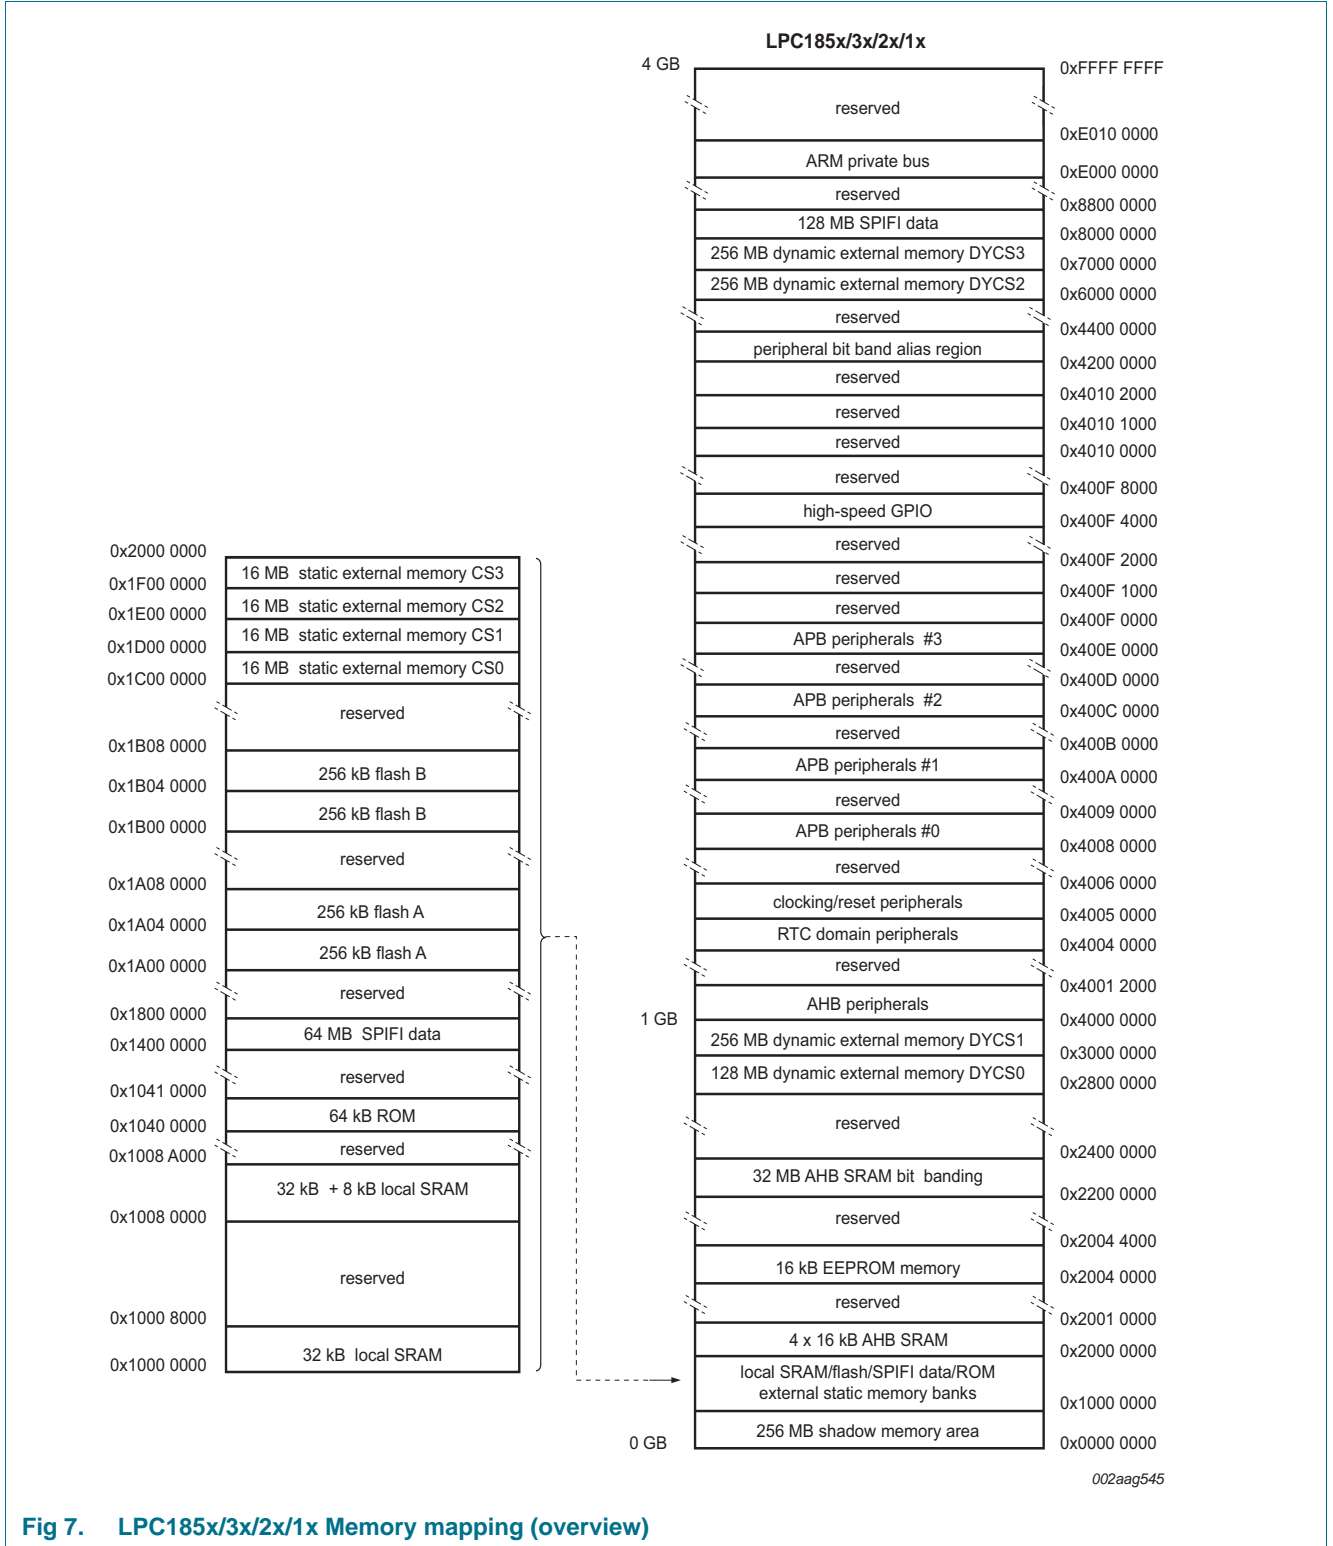 LPC185x/3x/2x/1x
4 GB
0xFFFF FFFF
reserved
0xE010 0000
ARM private bus
0xE000 0000
reserved
0x8800 0000
128 MB SPIFI data
0x8000 0000
256 MB dynamic external memory DYCS3
0x7000 0000
256 MB dynamic external memory DYCS2
0x6000 0000
reserved
0x4400 0000
peripheral bit band alias region
0x4200 0000
reserved
0x4010 2000
reserved
0x4010 1000
reserved
0x4010 0000
reserved
0x400F 8000
high-speed GPIO
0x400F 4000
reserved
0x400F 2000
reserved
0x400F 1000
reserved
0x400F 0000
APB peripherals #3
0x400E 0000
reserved
0x400D 0000
APB peripherals #2
0x400C 0000
reserved
0x400B 0000
APB peripherals #1
0x400A 0000
reserved
0x4009 0000
APB peripherals #0
0x4008 0000
reserved
0x4006 0000
clocking/reset peripherals
0x4005 0000
RTC domain peripherals
0x4004 0000
reserved
0x4001 2000
AHB peripherals
1 GB
0x4000 0000
256 MB dynamic external memory DYCS1
0x3000 0000
128 MB dynamic external memory DYCS0
0x2800 0000
reserved
0x2400 0000
32 MB AHB SRAM bit banding
0x2200 0000
reserved
0x2004 4000
16 kB EEPROM memory
0x2004 0000
reserved
0x2001 0000
4 x 16 kB AHB SRAM
0x2000 0000
local SRAM/flash/SPIFI data/ROM
external static memory banks
0x1000 0000
256 MB shadow memory area
0 GB
0x0000 0000
0x2000 0000
16 MB static external memory CS3
0x1F00 0000
16 MB static external memory CS2
0x1E00 0000
16 MB static external memory CS1
0x1D00 0000
16 MB static external memory CS0
0x1C00 0000
reserved
0x1B08 0000
256 kB flash B
0x1B04 0000
256 kB flash B
0x1B00 0000
reserved
0x1A08 0000
256 kB flash A
0x1A04 0000
256 kB flash A
0x1A00 0000
reserved
0x1800 0000
64 MB SPIFI data
0x1400 0000
reserved
0x1041 0000
64 kB ROM
0x1040 0000
reserved
0x1008 A000
32 kB + 8 kB local SRAM
0x1008 0000
reserved
0x1000 8000
32 kB local SRAM
0x1000 0000
002aag545
Fig 7. LPC185x/3x/2x/1x Memory mapping (overview)